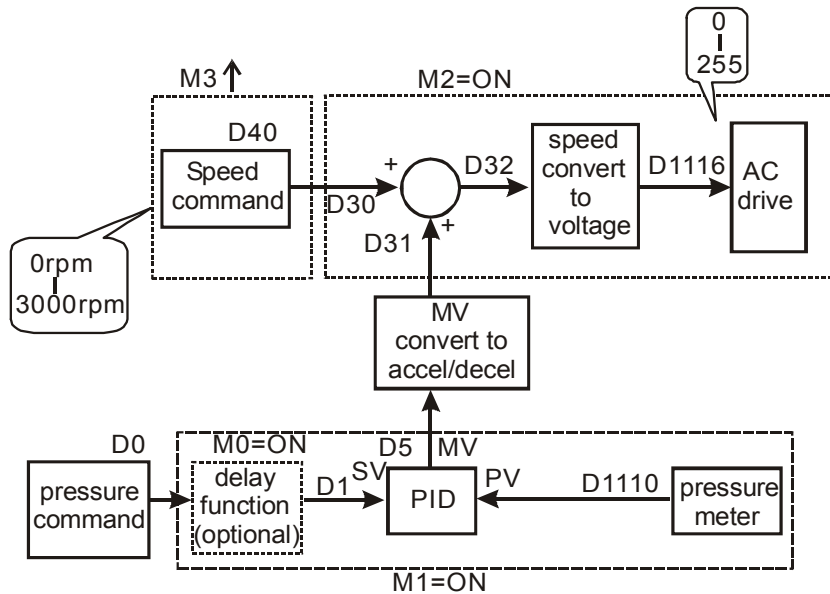 0
255
M3
M2=ON
D40
Speed
command
D30
+
+
D32
speed
convert
to
voltage
D1116
AC
drive
0rpm
3000rpm
D31
MV
convert to
accel/decel
D0
pressure
command
M0=ON
delay
function
(optional)
D1
SV
D5
MV
PID
PV
D1110
pressure
meter
M1=ON